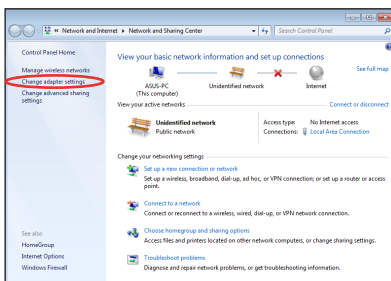 « Network and Internet ▸ Network and Sharing Center
Search Control Panel
Control Panel Home
Manage wireless networks
Change adapter settings
Change advanced sharing
settings
See also
HomeGroup
Internet Options
Windows Firewall
View your basic network information and set up connections
See full map
ASUS-PC
(This computer)
Unidentified network
Internet
View your active networks
Connect or disconnect
Unidentified network
Public network
Access type: No Internet access
Connections: Local Area Connection
Change your networking settings
Set up a new connection or network
Set up a wireless, broadband, dial-up, ad hoc, or VPN connection; or set up a router or access
point.
Connect to a network
Connect or reconnect to a wireless, wired, dial-up, or VPN network connection.
Choose homegroup and sharing options
Access files and printers located on other network computers, or change sharing settings.
Troubleshoot problems
Diagnose and repair network problems, or get troubleshooting information.